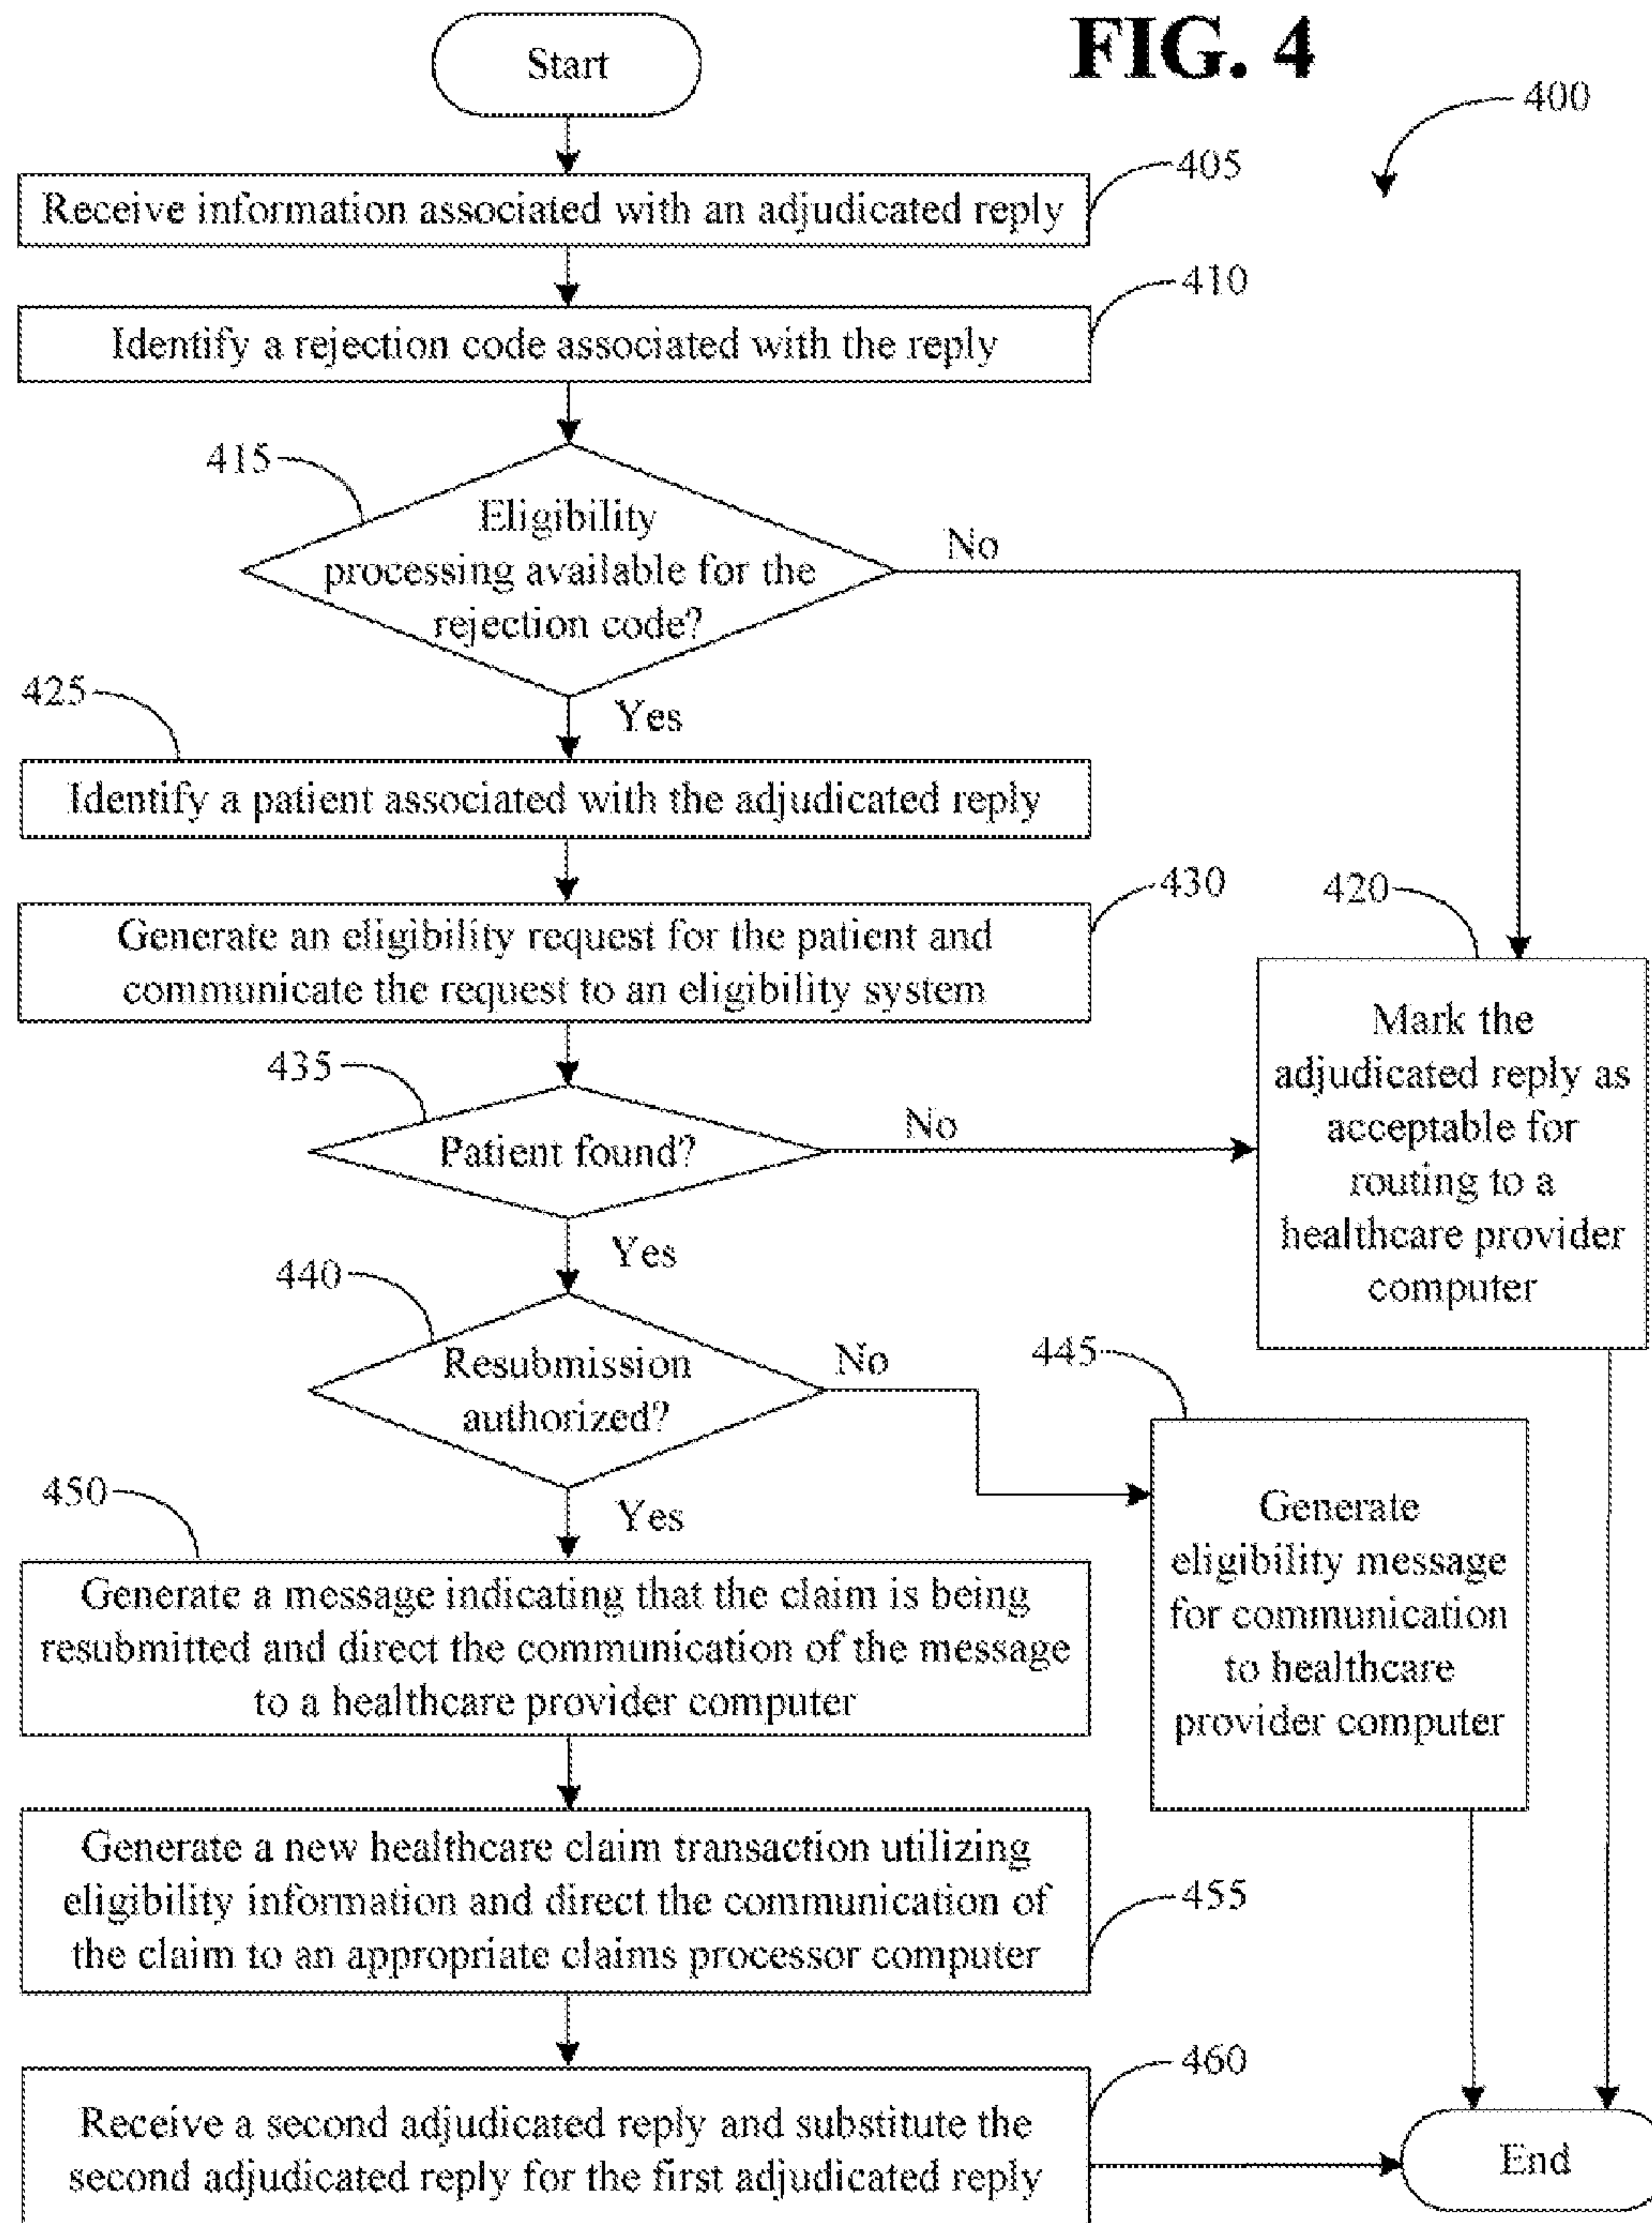 FIG. 4
Start
400
405
Receive information associated with an adjudicated reply
410
Identify a rejection code associated with the reply
415
Eligibility
processing available for the
rejection code?
No
Yes
425
Identify a patient associated with the adjudicated reply
430
Generate an eligibility request for the patient and
communicate the request to an eligibility system
420
Mark the
adjudicated reply as
acceptable for
routing to a
healthcare provider
computer
435
Patient found?
No
Yes
440
Resubmission
authorized?
No
Yes
445
Generate
eligibility message
for communication
to healthcare
provider computer
450
Generate a message indicating that the claim is being
resubmitted and direct the communication of the message
to a healthcare provider computer
Generate a new healthcare claim transaction utilizing
eligibility information and direct the communication of
the claim to an appropriate claims processor computer
455
460
Receive a second adjudicated reply and substitute the
second adjudicated reply for the first adjudicated reply
End